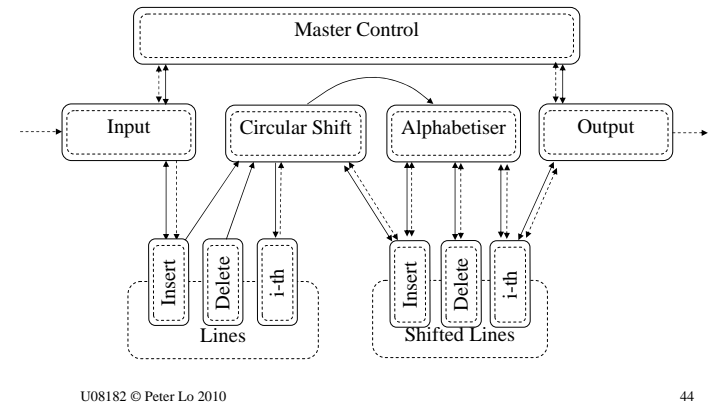 Master Control
Input
Circular Shift
Alphabetiser
Output
Insert
Delete
i-th
Lines
Insert
Delete
i-th
Shifted Lines
U08182 © Peter Lo 2010
44